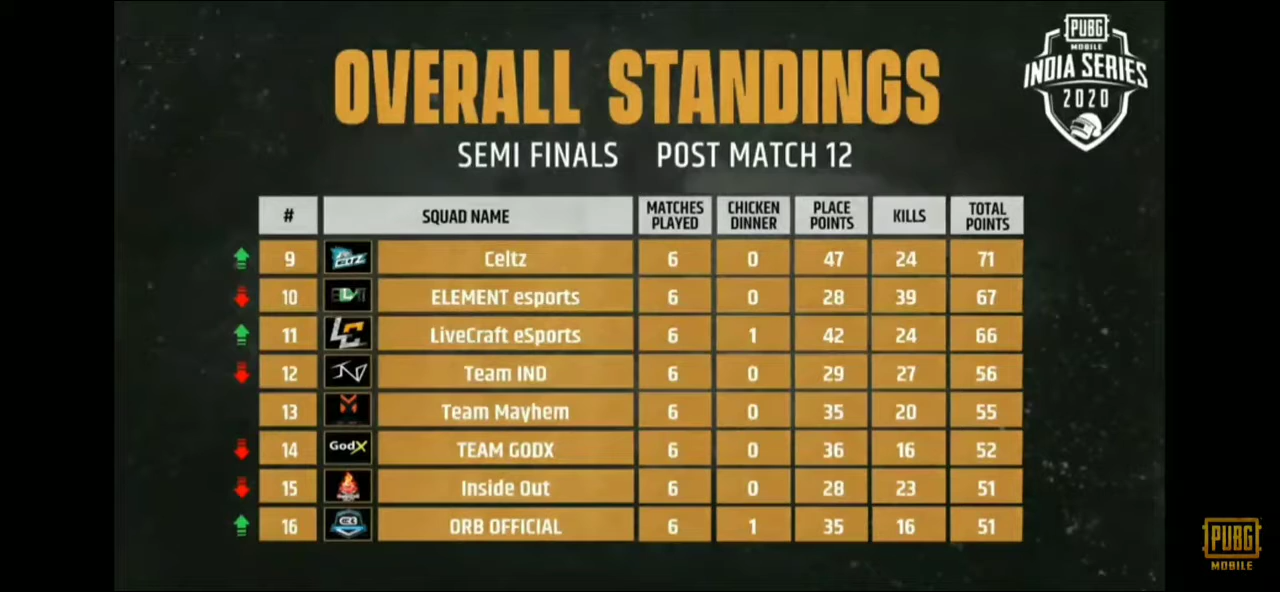 PUBG
MOBILE
INDIA SERIES
2020
OVERALL STANDINGS
SEMI FINALS POST MATCH 12
# SQUAD NAME MATCHES PLAYED CHICKEN DINNER PLACE POINTS KILLS TOTAL POINTS
9 Celtz 6 0 47 24 71
10 ELEMENT esports 6 0 28 39 67
11 LC LiveCraft eSports 6 1 42 24 66
12 Team IND 6 0 29 27 56
13 Team Mayhem 6 0 35 20 55
14 GodX TEAM GODX 6 0 36 16 52
15 Inside Out 6 0 28 23 51
16 ORB OFFICIAL 6 1 35 16 51
PUBG
MOBILE